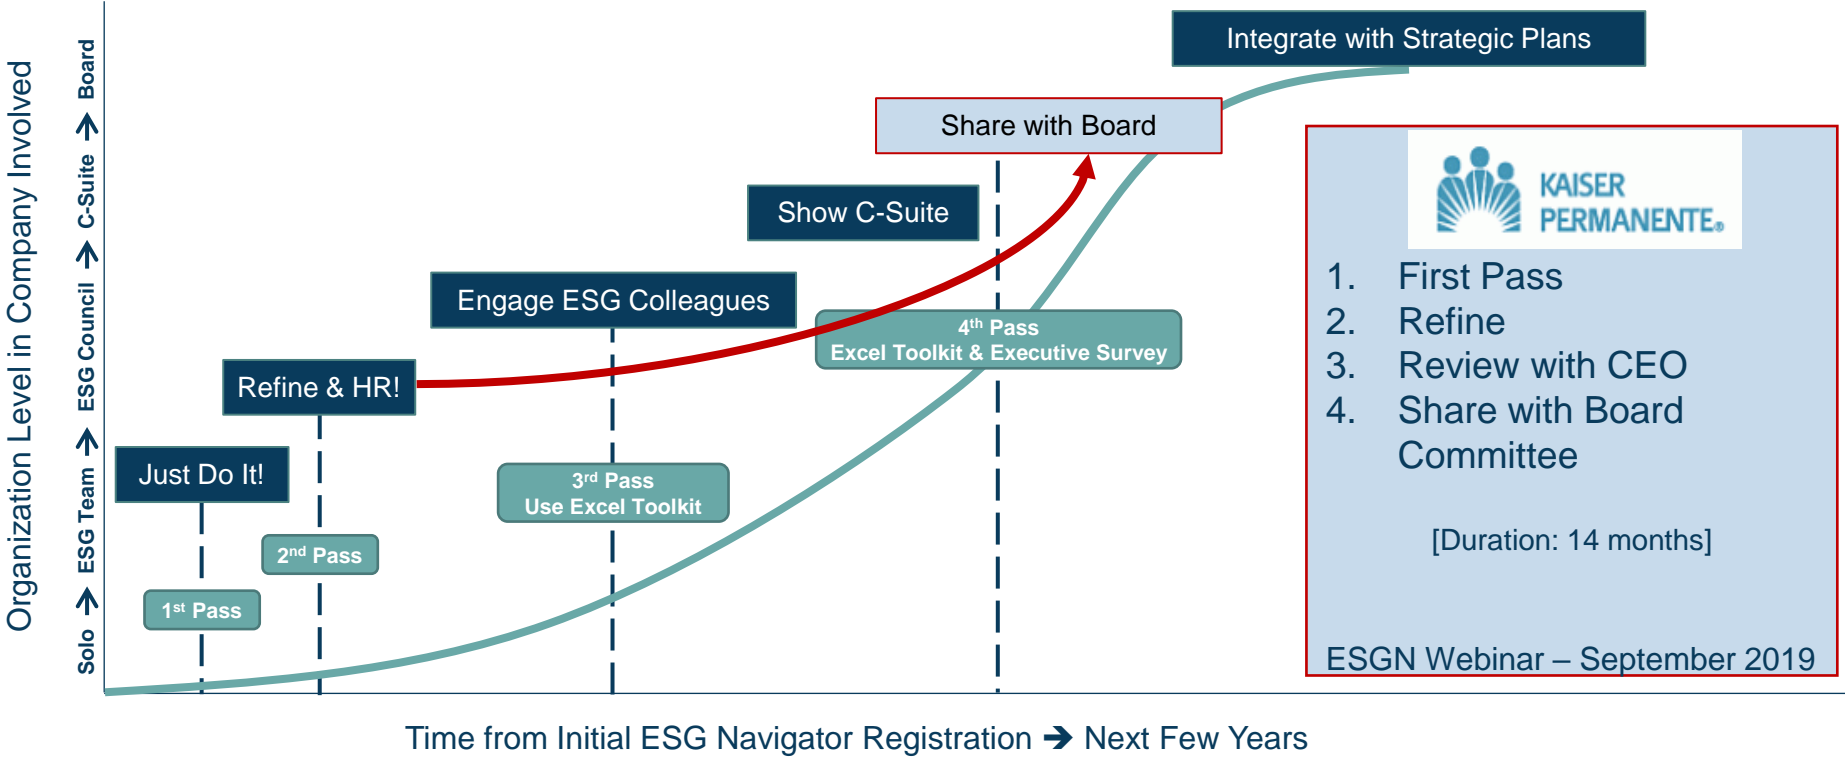 Organization Level in Company Involved
Solo → ESG Team → ESG Council → C-Suite → Board
Integrate with Strategic Plans
Share with Board
Show C-Suite
Engage ESG Colleagues
Refine & HR!
Just Do It!
4th Pass
Excel Toolkit & Executive Survey
3rd Pass
Use Excel Toolkit
2nd Pass
1st Pass
KAISER
PERMANENTE®
1. First Pass
2. Refine
3. Review with CEO
4. Share with Board
Committee
[Duration: 14 months]
ESGN Webinar – September 2019
Time from Initial ESG Navigator Registration → Next Few Years